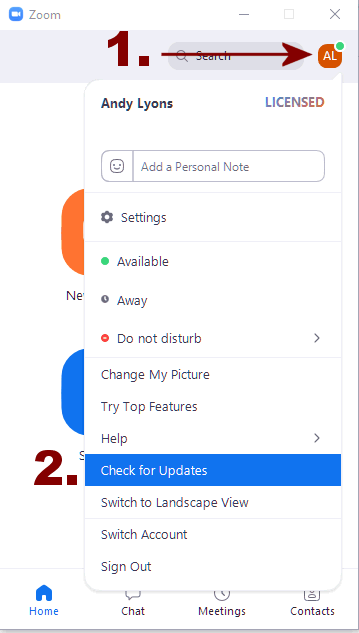 Zoom
1.
Search
AL
Andy Lyons
LICENSED
Add a Personal Note
Settings
Available
Away
Do not disturb
Ne
Change My Picture
Try Top Features
Help
S
2.
Check for Updates
Switch to Landscape View
Switch Account
Sign Out
Home
Chat
Meetings
Contacts